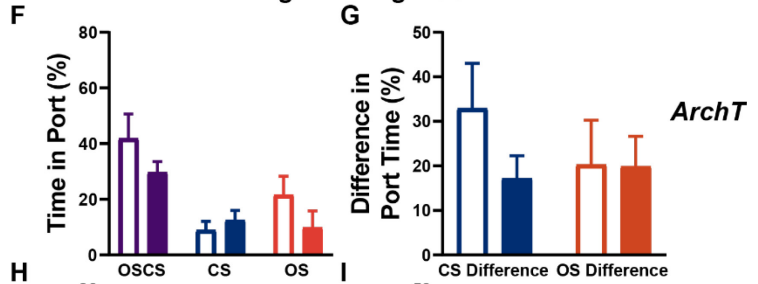 F
Time in Port (%)
80
60
40
20
0
OSCS CS OS
G
Difference in
Port Time (%)
50
40
30
20
10
0
CS Difference OS Difference
ArchT
H
I